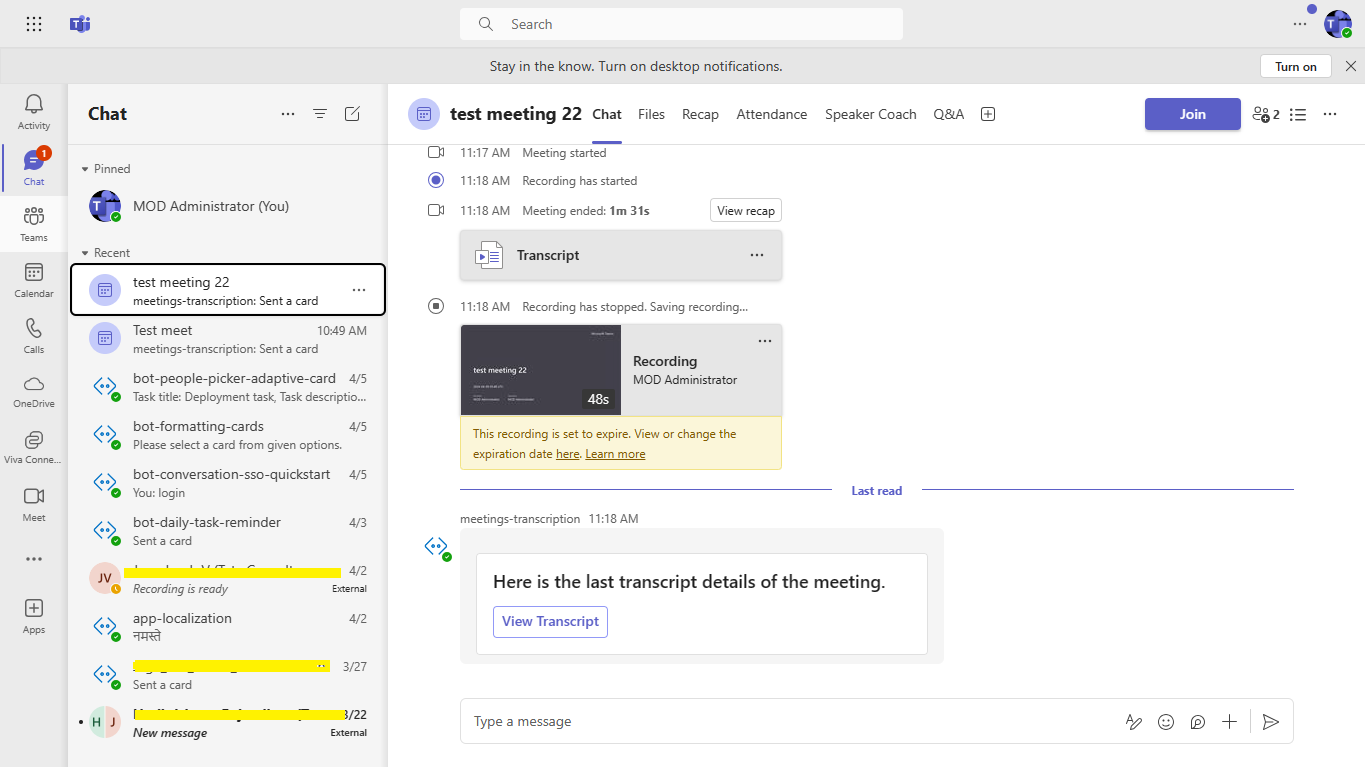 Search
Stay in the know. Turn on desktop notifications.
Turn on
Activity
1
Chat
Teams
Calendar
Calls
OneDrive
Viva Conne...
Meet
Apps
Chat
Pinned
MOD Administrator (You)
Recent
test meeting 22
meetings-transcription: Sent a card
Test meet 10:49 AM
meetings-transcription: Sent a card
bot-people-picker-adaptive-card 4/5
Task title: Deployment task, Task descriptio...
bot-formatting-cards 4/5
Please select a card from given options.
bot-conversation-sso-quickstart 4/5
You: login
bot-daily-task-reminder 4/3
Sent a card
JV
4/2
Recording is ready External
app-localization 4/2
नमस्ते
3/27
Sent a card
H J
3/22
New message External
test meeting 22 Chat Files Recap Attendance Speaker Coach Q&A
Join
2
11:17 AM Meeting started
11:18 AM Recording has started
11:18 AM Meeting ended: 1m 31s
View recap
Transcript
11:18 AM Recording has stopped. Saving recording...
test meeting 22
48s
Recording
MOD Administrator
This recording is set to expire. View or change the
expiration date here. Learn more
Last read
meetings-transcription 11:18 AM
Here is the last transcript details of the meeting.
View Transcript
Type a message